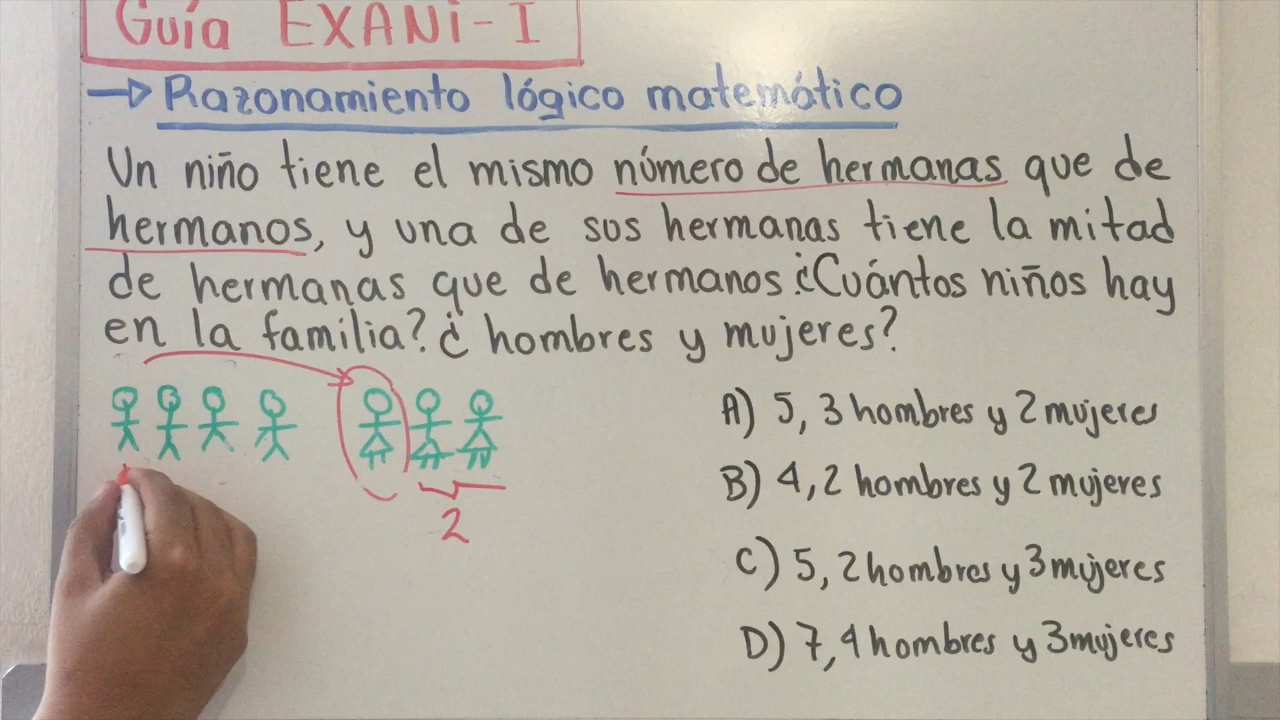 Guía EXANi-I
Razonamiento lógico matemático
Un niño tiene el mismo número de hermanas que de
hermanos, y una de sus hermanas tiene la mitad
de hermanas que de hermanos ¿Cuántos niños hay
en la familia? ¿ hombres y mujeres?
A) 5, 3 hombres y 2 mujeres
B) 4, 2 hombres y 2 mujeres
C) 5, 2 hombres y 3 mujeres
D) 7, 4 hombres y 3 mujeres
2